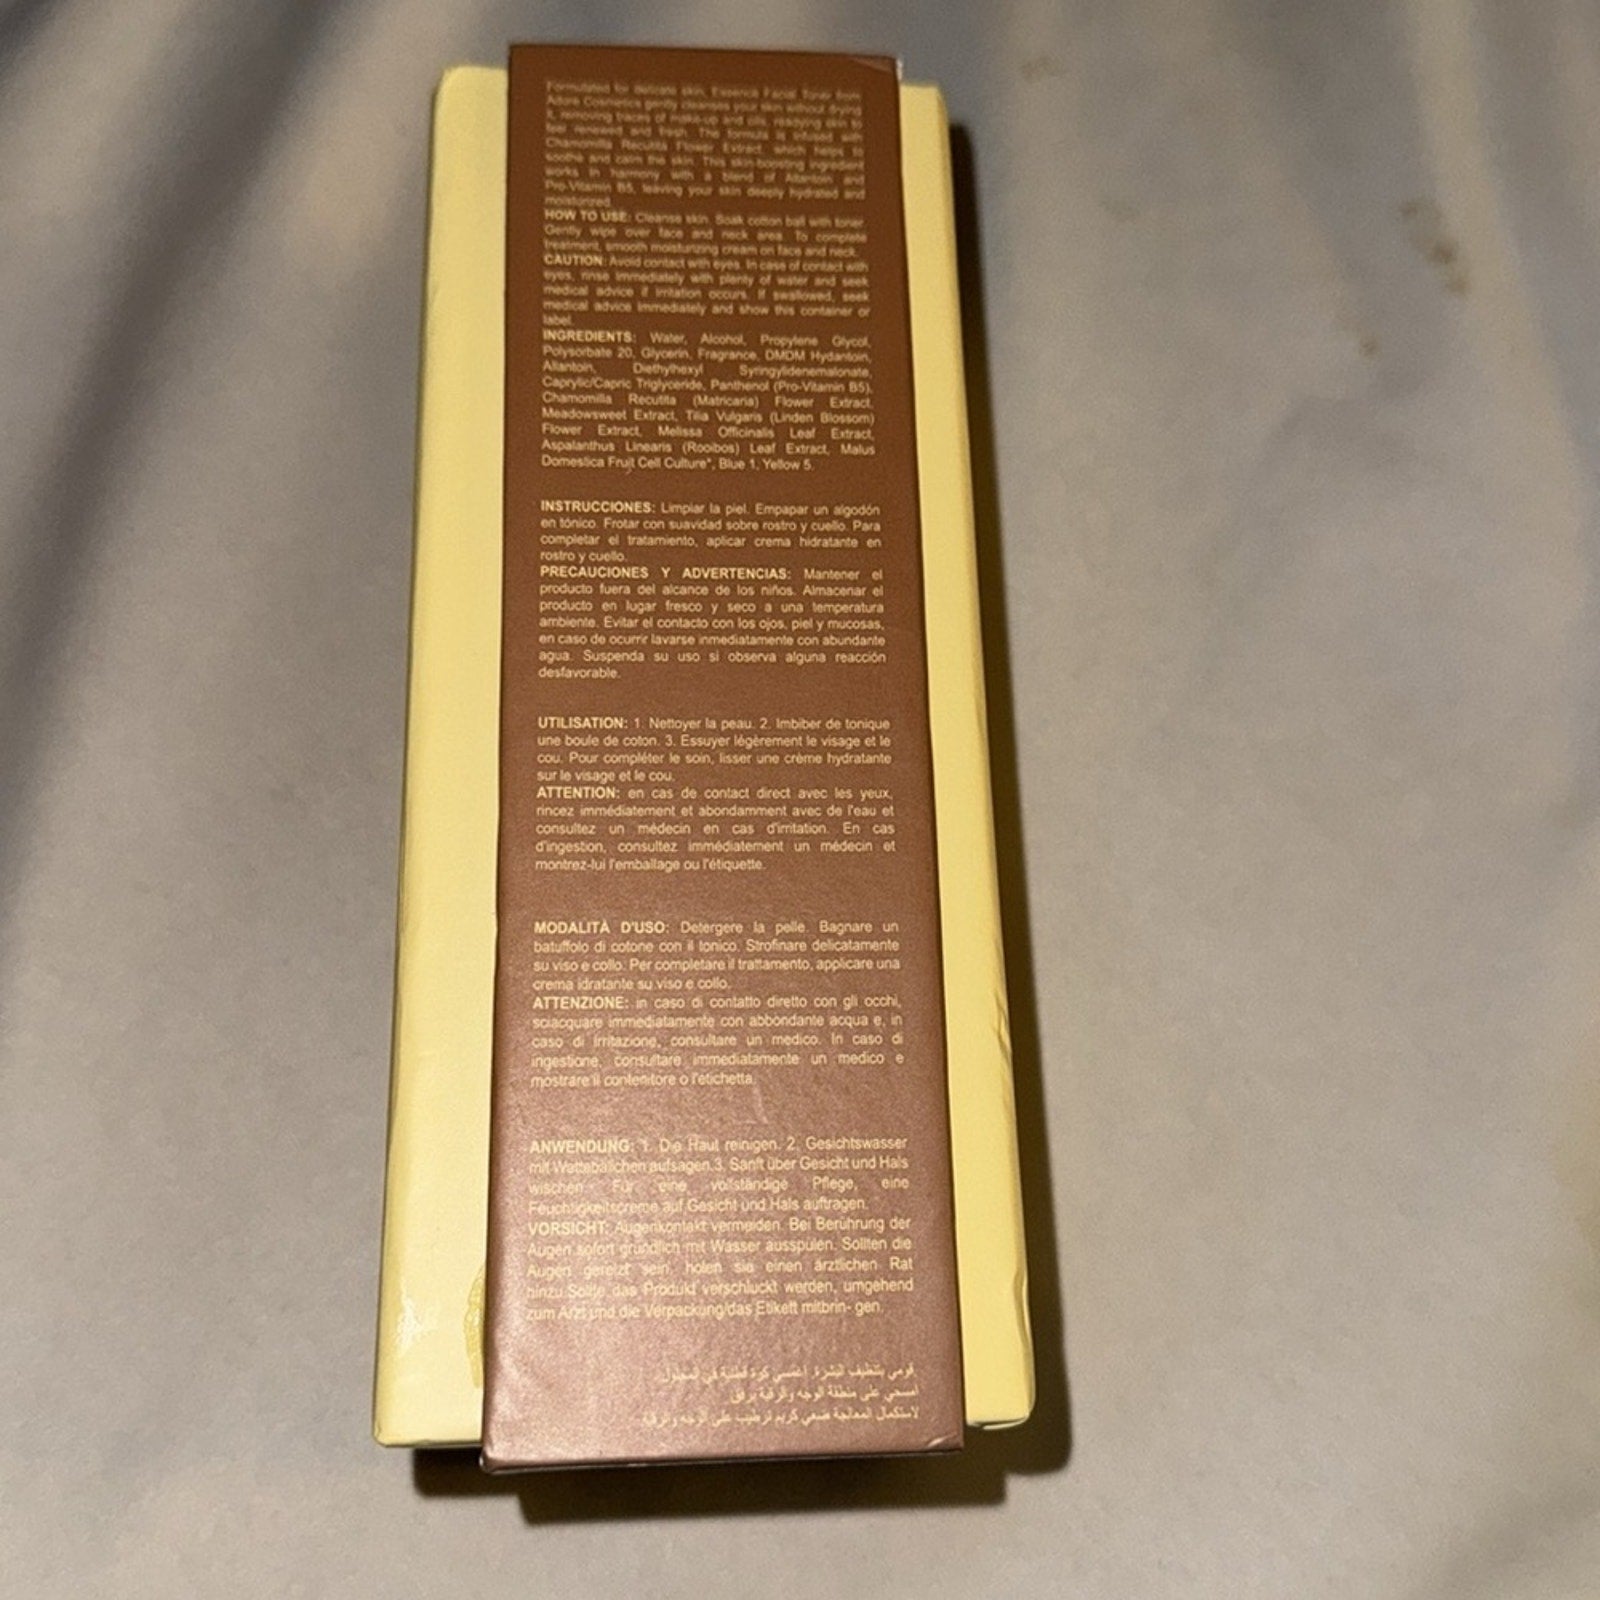 Formulated for delicate skin, Essence Facial Toner from
Adore Cosmetics gently cleanses your skin without drying
it, removing traces of make-up and oils, readying skin to
feel renewed and fresh. The formula is infused with
Chamomilla Recutita Flower Extract, which helps to
soothe and calm the skin. This skin-boosting ingredient
works in harmony with a blend of Allantoin and
Pro-Vitamin B5, leaving your skin deeply hydrated and
moisturized.
HOW TO USE: Cleanse skin. Soak cotton ball with toner.
Gently wipe over face and neck area. To complete
treatment, smooth moisturizing cream on face and neck.
CAUTION: Avoid contact with eyes. In case of contact with
eyes, rinse immediately with plenty of water and seek
medical advice if irritation occurs. If swallowed, seek
medical advice immediately and show this container or
label.
INGREDIENTS: Water, Alcohol, Propylene Glycol,
Polysorbate 20, Glycerin, Fragrance, DMDM Hydantoin,
Allantoin, Diethylhexyl Syringylidenemalonate,
Caprylic/Capric Triglyceride, Panthenol (Pro-Vitamin B5),
Chamomilla Recutita (Matricaria) Flower Extract,
Meadowsweet Extract, Tilia Vulgaris (Linden Blossom)
Flower Extract, Melissa Officinalis Leaf Extract,
Aspalanthus Linearis (Rooibos) Leaf Extract, Malus
Domestica Fruit Cell Culture*, Blue 1, Yellow 5.
INSTRUCCIONES: Limpiar la piel. Empapar un algodón
en tónico. Frotar con suavidad sobre rostro y cuello. Para
completar el tratamiento, aplicar crema hidratante en
rostro y cuello.
PRECAUCIONES Y ADVERTENCIAS: Mantener el
producto fuera del alcance de los niños. Almacenar el
producto en lugar fresco y seco a una temperatura
ambiente. Evitar el contacto con los ojos, piel y mucosas,
en caso de ocurrir lavarse inmediatamente con abundante
agua. Suspenda su uso si observa alguna reacción
desfavorable.
UTILISATION: 1. Nettoyer la peau. 2. Imbiber de tonique
une boule de coton. 3. Essuyer légèrement le visage et le
cou. Pour compléter le soin, lisser une crème hydratante
sur le visage et le cou.
ATTENTION: en cas de contact direct avec les yeux,
rincez immédiatement et abondamment avec de l'eau et
consultez un médecin en cas d'irritation. En cas
d'ingestion, consultez immédiatement un médecin et
montrez-lui l'emballage ou l'étiquette.
MODALITÀ D'USO: Detergere la pelle. Bagnare un
batuffolo di cotone con il tonico. Strofinare delicatamente
su viso e collo. Per completare il trattamento, applicare una
crema idratante su viso e collo.
ATTENZIONE: in caso di contatto diretto con gli occhi,
sciacquare immediatamente con abbondante acqua e, in
caso di irritazione, consultare un medico. In caso di
ingestione, consultare immediatamente un medico e
mostrare il contenitore o l'etichetta.
ANWENDUNG: 1. Die Haut reinigen. 2. Gesichtswasser
mit Wattebällchen aufsagen.3. Sanft über Gesicht und Hals
wischen Für eine vollständige Pflege, eine
Feuchtigkeitscreme auf Gesicht und Hals auftragen.
VORSICHT: Augenkontakt vermeiden. Bei Berührung der
Augen sofort gründlich mit Wasser ausspülen. Sollten die
Augen gereizt sein, holen sie einen ärztlichen Rat
hinzu.Sollte das Produkt verschluckt werden, umgehend
zum Arzt und die Verpackung/das Etikett mitbrin- gen.
قومي بتنظيف البشرة. اغمسي كرة قطنية في المحلول
امسحي على منطقة الوجه والرقبة برفق
لاستكمال المعالجة ضعي كريم ترطيب على الوجه والرقبة